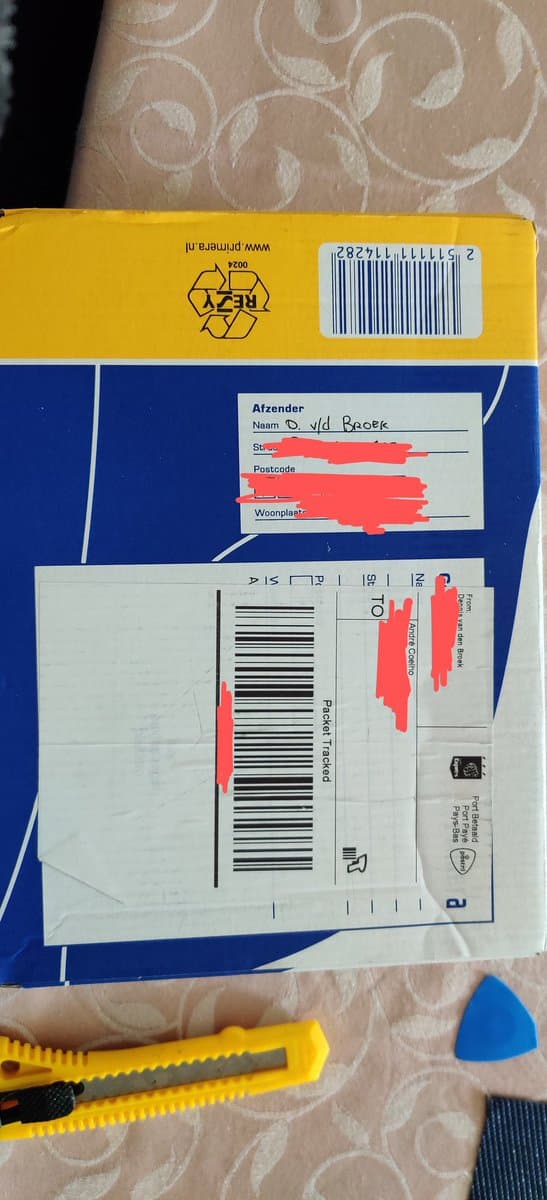 www.primera.nl
0024
RESY
2 511111 114282
Afzender
Naam D. v/d BROEK
Postcode
Woonplaats
From:
Dennis van den Broek
Port Betaald
Port Payé
Pays-Bas
TO
André Coelho
Packet Tracked